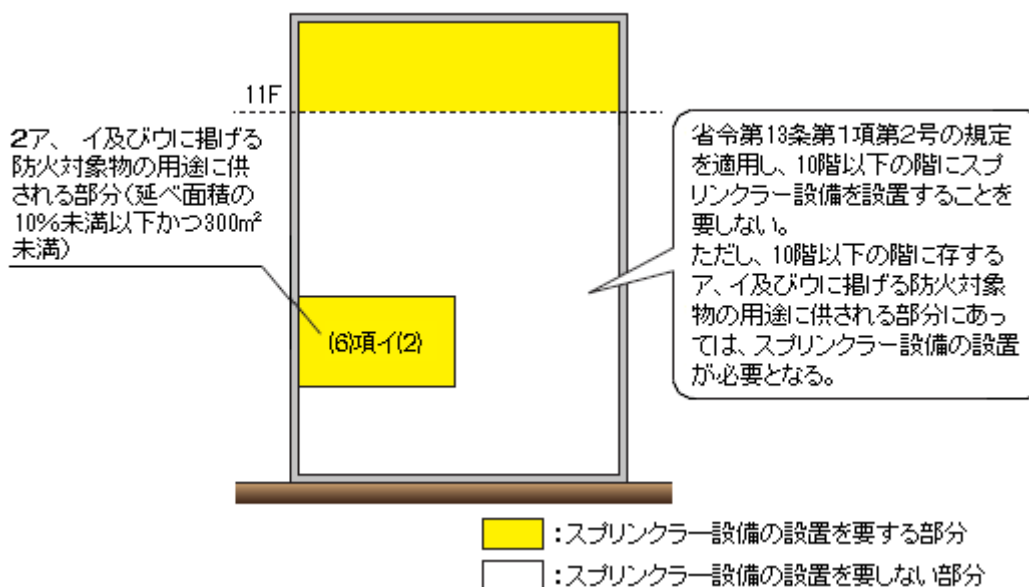 11F
2ア、イ及びウに掲げる
防火対象物の用途に供
される部分(延べ面積の
10%未満以下かつ300㎡
未満)
(6)項イ(2)
省令第13条第1項第2号の規定
を適用し、10階以下の階にスプ
リンクラー設備を設置することを
要しない。
ただし、10階以下の階に存する
ア、イ及びウに掲げる防火対象
物の用途に供される部分にあっ
ては、スプリンクラー設備の設置
が必要となる。
:スプリンクラー設備の設置を要する部分
:スプリンクラー設備の設置を要しない部分